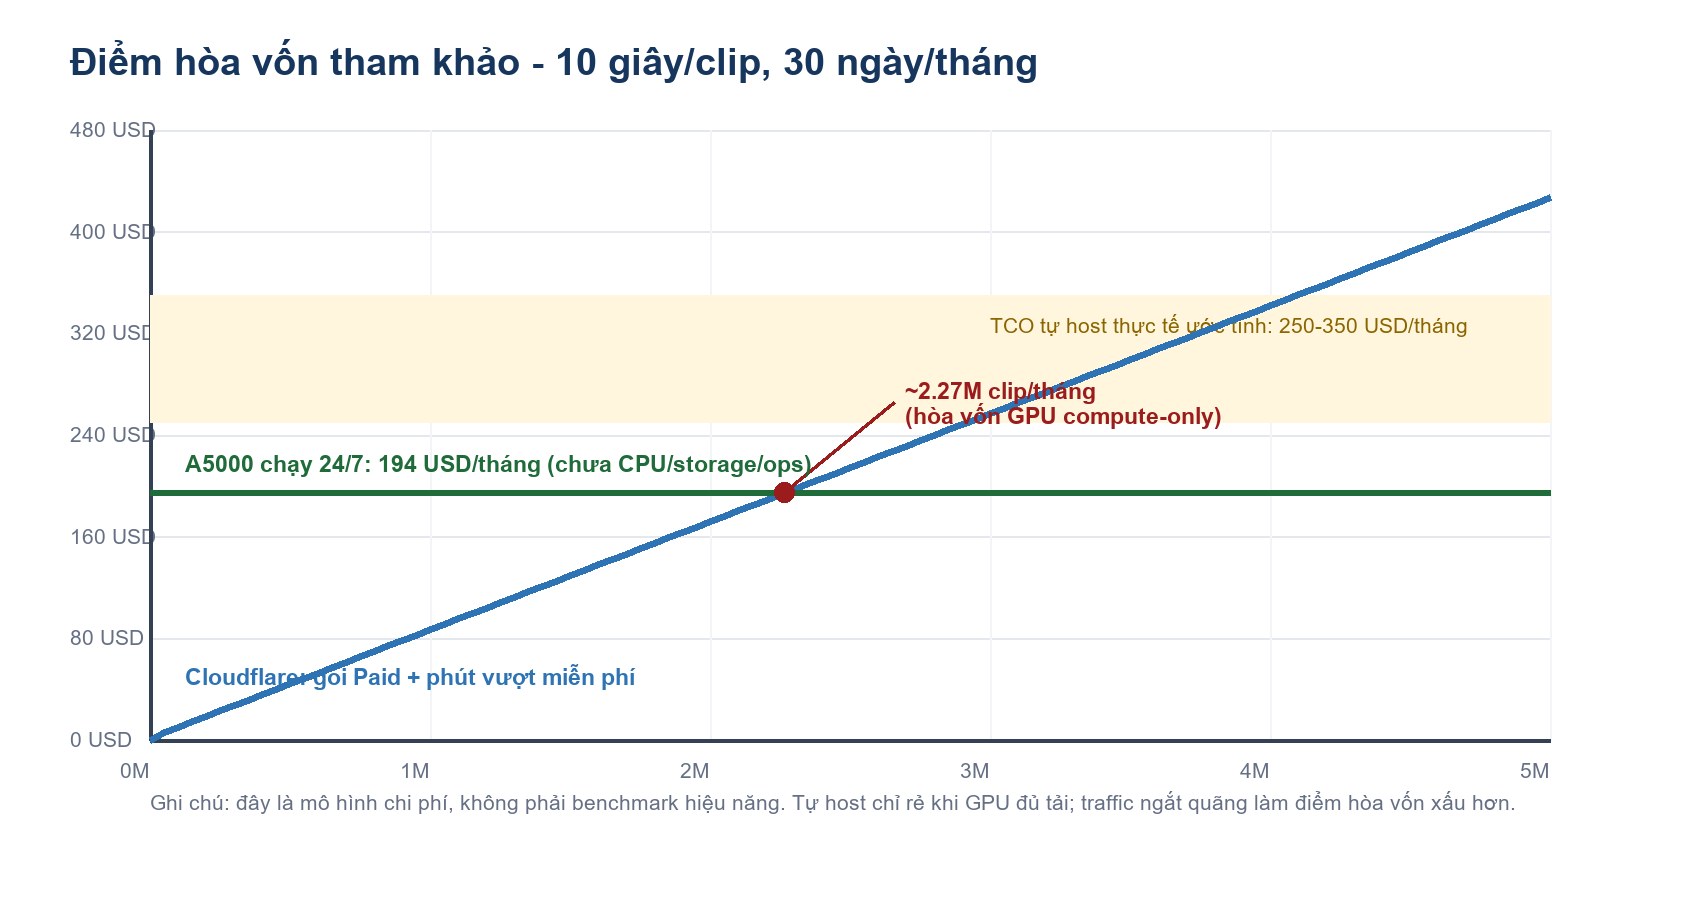 Điểm hòa vốn tham khảo - 10 giây/clip, 30 ngày/tháng
480 USD
400 USD
320 USD
TCO tự host thực tế ước tính: 250-350 USD/tháng
~2.27M clip/tháng
(hòa vốn GPU compute-only)
240 USD
A5000 chạy 24/7: 194 USD/tháng (chưa CPU/storage/ops)
160 USD
80 USD
Cloudflare: gói Paid + phút vượt miễn phí
0 USD
0M 1M 2M 3M 4M 5M
Ghi chú: đây là mô hình chi phí, không phải benchmark hiệu năng. Tự host chỉ rẻ khi GPU đủ tải; traffic ngắt quãng làm điểm hòa vốn xấu hơn.